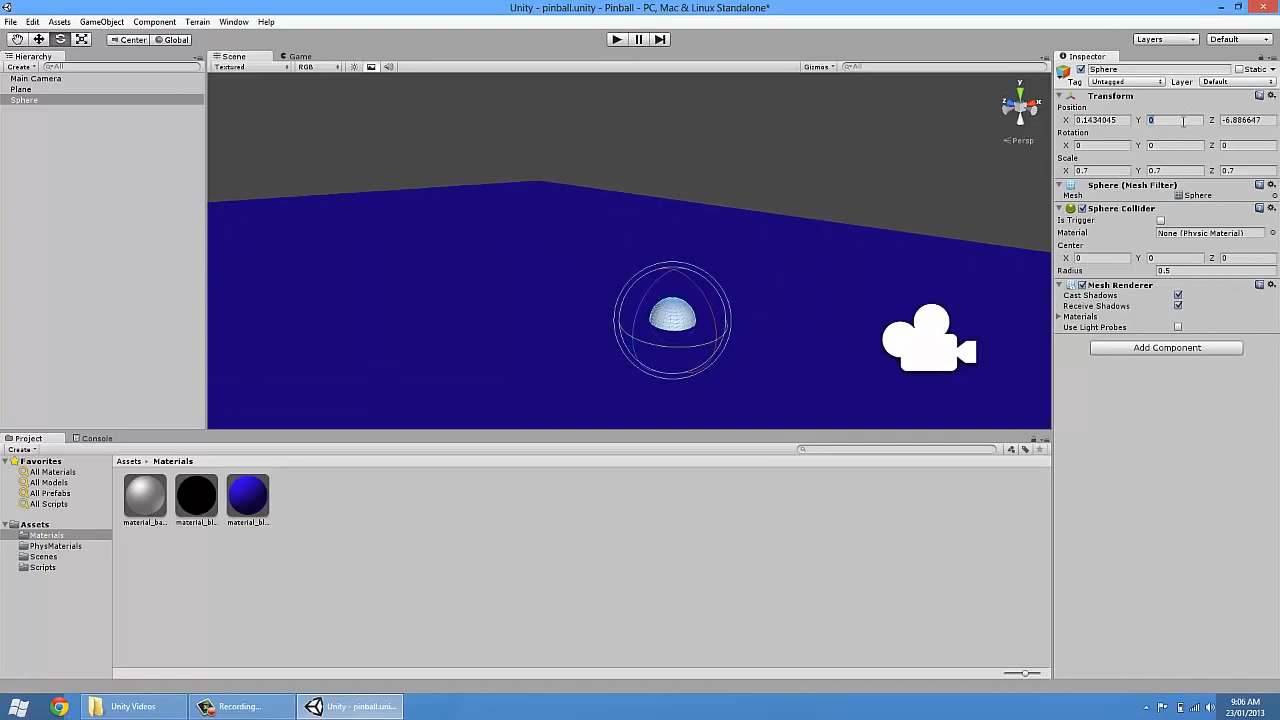 Unity - pinball.unity - Pinball - PC, Mac & Linux Standalone*
File Edit Assets GameObject Component Terrain Window Help
Center Global Layers Default
Hierarchy Scene Game Inspector
Create All Textured RGB Gizmos All Sphere Static
Main Camera Tag Untagged Layer Default
Plane
Sphere
Transform
Position
X 0.1434045 Y 0 Z -6.886647
Rotation
X 0 Y 0 Z 0
Scale
X 0.7 Y 0.7 Z 0.7
Sphere (Mesh Filter)
Mesh Sphere
Sphere Collider
Is Trigger
Material None (Physic Material)
Center
X 0 Y 0 Z 0
Radius 0.5
Mesh Renderer
Cast Shadows
Receive Shadows
Materials
Use Light Probes
Add Component
y
x
z
Persp
Project Console
Create
Favorites Assets Materials
All Materials
All Models
All Prefabs
All Scripts
material_ba... material_bl... material_bl...
Assets
Materials
PhysMaterials
Scenes
Scripts
Unity Videos Recording... Unity - pinball.uni...
9:06 AM
23/01/2013